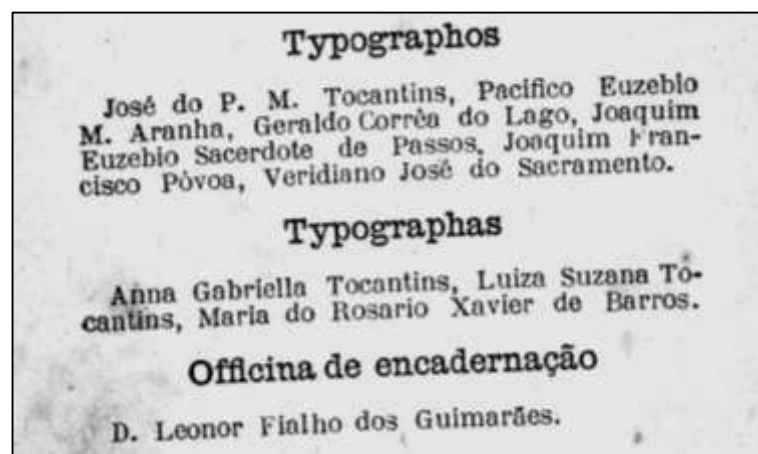 Typographos
José do P. M. Tocantins, Pacifico Euzebio
M. Aranha, Geraldo Corrêa do Lago, Joaquim
Euzebio Sacerdote de Passos, Joaquim Fran-
cisco Póvoa, Veridiano José do Sacramento.
Typographas
Anna Gabriella Tocantins, Luiza Suzana To-
cantins, Maria do Rosario Xavier de Barros.
Officina de encadernação
D. Leonor Fialho dos Guimarães.